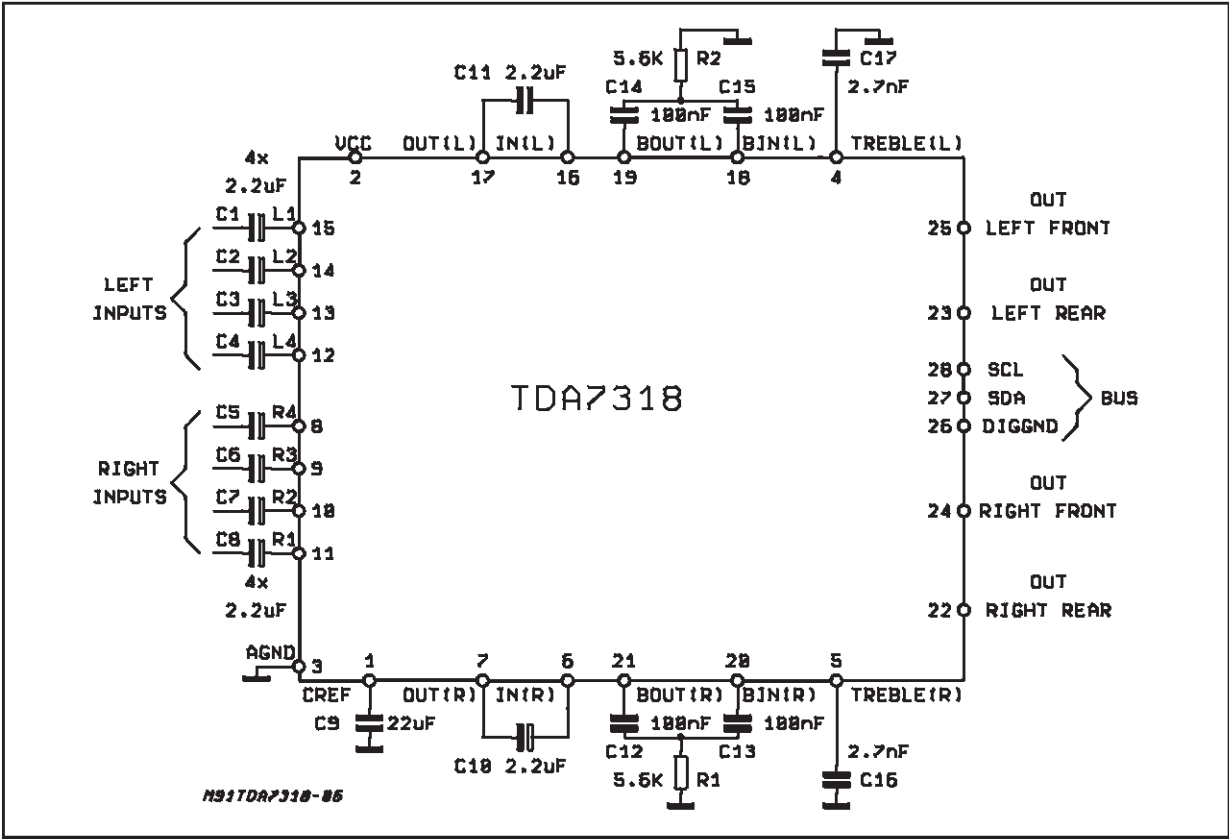 5.6K R2
C17
C11 2.2uF
C14 C15
2.7nF
100nF 100nF
VCC OUT(L) IN(L) BOUT(L) BIN(L) TREBLE(L)
4x
2 17 16 19 18 4
2.2uF
OUT
C1 L1 15
25 LEFT FRONT
C2 L2 14
LEFT
INPUTS
OUT
C3 L3 13
23 LEFT REAR
C4 L4 12
28 SCL
TDA7318
27 SDA
BUS
26 DIGGND
C5 R4 8
C6 R3 9
RIGHT
INPUTS
OUT
C7 R2 10
24 RIGHT FRONT
C8 R1 11
4x
OUT
2.2uF
22 RIGHT REAR
AGND
3 1 7 6 21 20 5
CREF OUT(R) IN(R) BOUT(R) BIN(R) TREBLE(R)
C9 22uF
100nF 100nF
C12 C13
2.7nF
C10 2.2uF
5.6K R1
C16
M91TDA7318-06